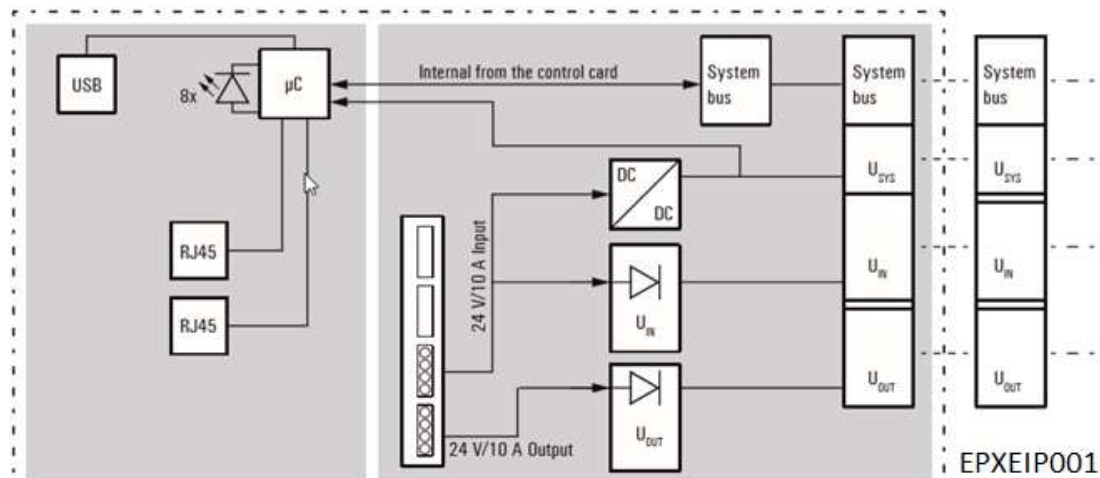 USB
8x
µC
Internal from the control card
System
bus
System
bus
System
bus
DC
DC
U_SYS
U_SYS
RJ45
RJ45
24 V/10 A Input
U_IN
U_IN
U_IN
24 V/10 A Output
U_OUT
U_OUT
U_OUT
EPXEIP001